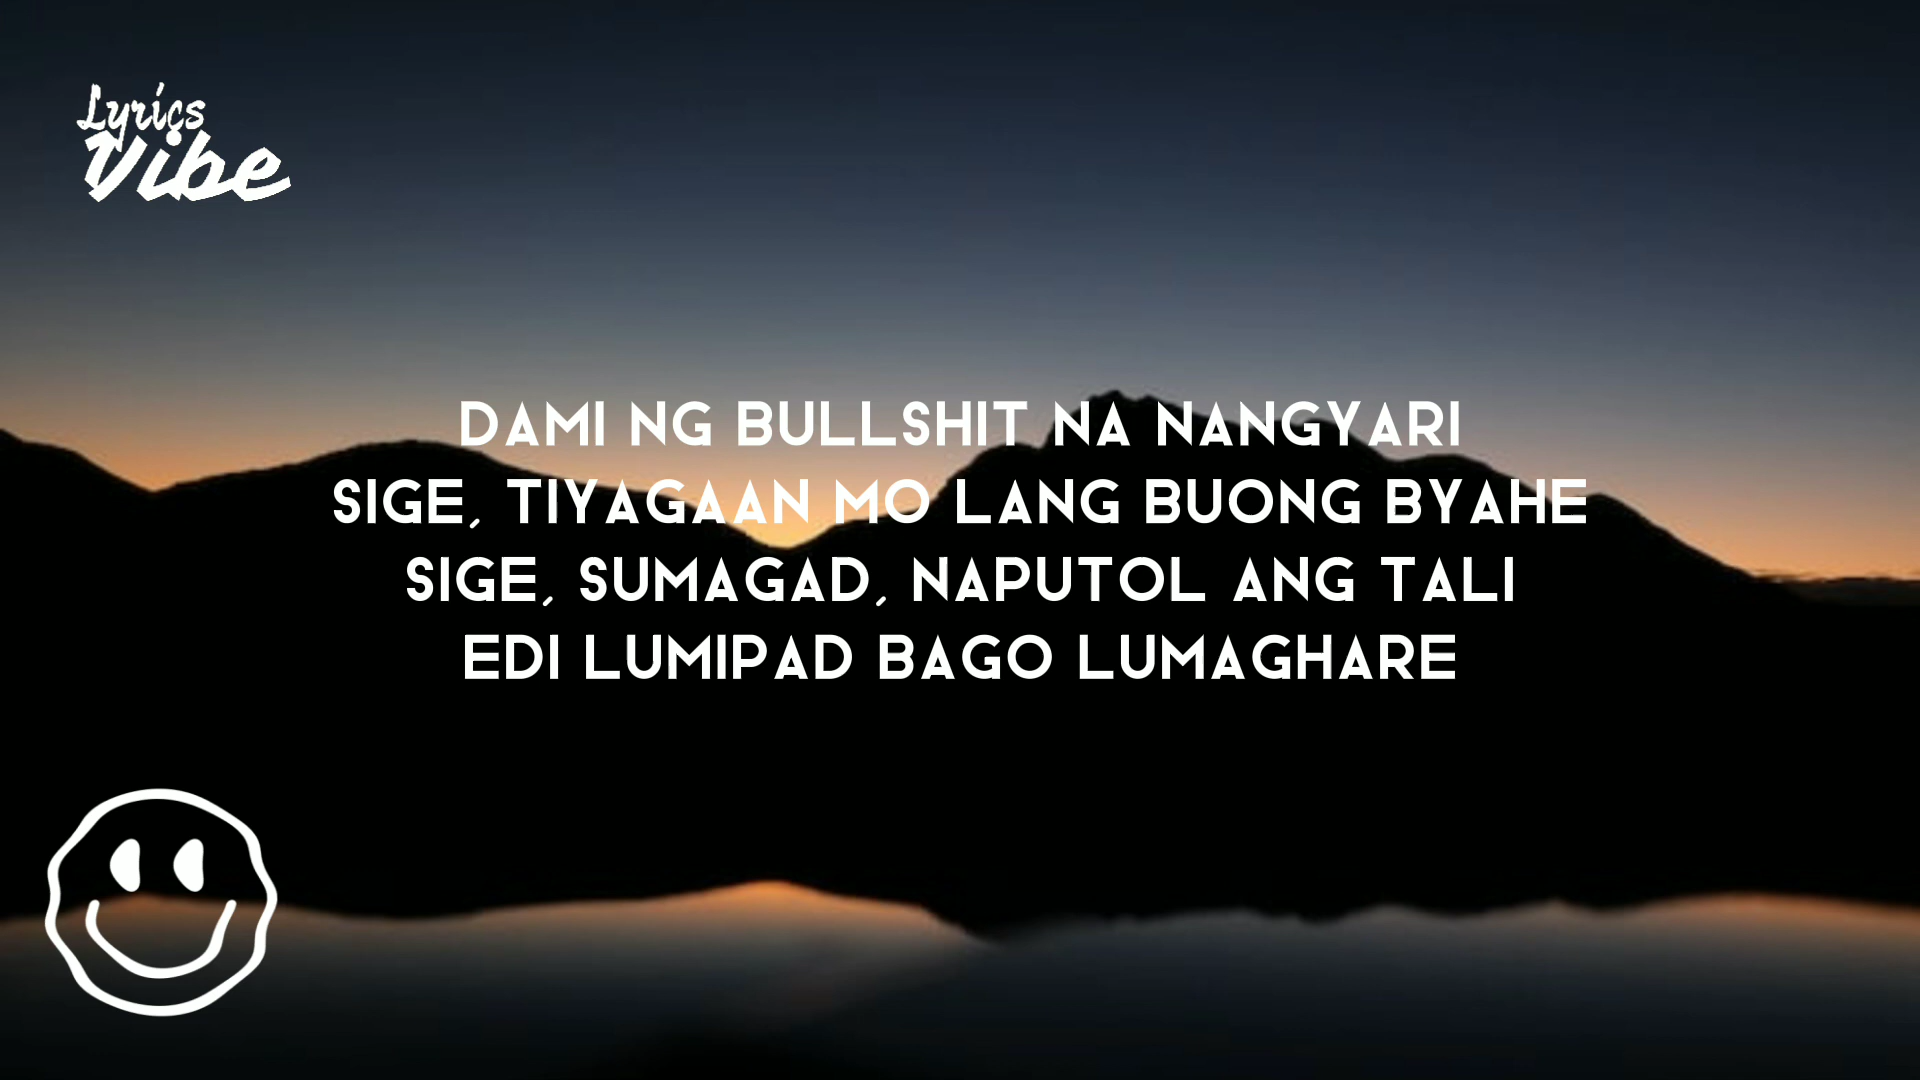 Lyrics
Vibe
DAMI NG BULLSHIT NA NANGYARI
SIGE, TIYAGAAN MO LANG BUONG BYAHE
SIGE, SUMAGAD, NAPUTOL ANG TALI
EDI LUMIPAD BAGO LUMAGHARE